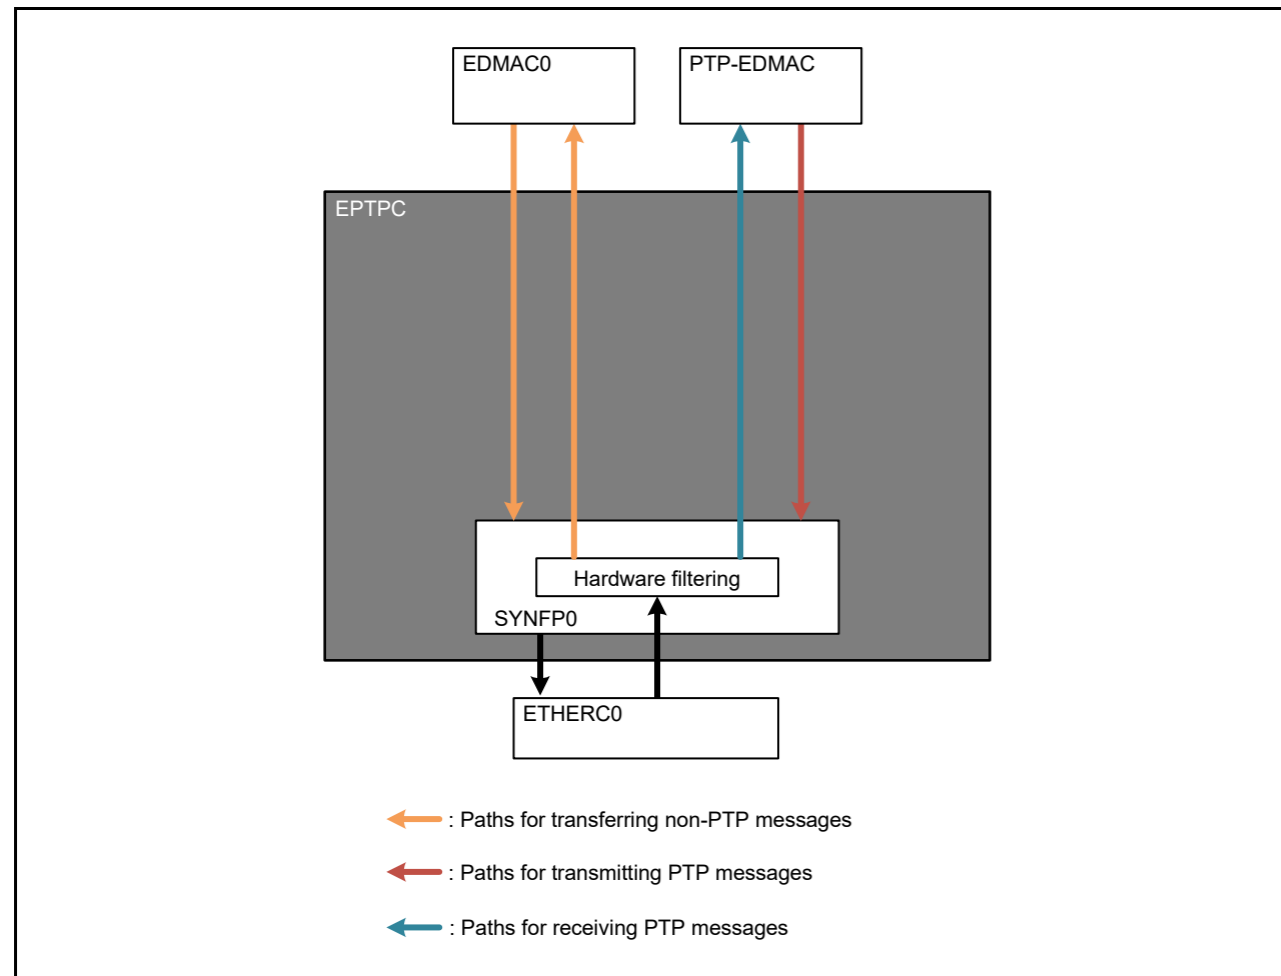 EDMAC0
PTP-EDMAC
EPTPC
Hardware filtering
SYNFP0
ETHERC0
: Paths for transferring non-PTP messages
: Paths for transmitting PTP messages
: Paths for receiving PTP messages